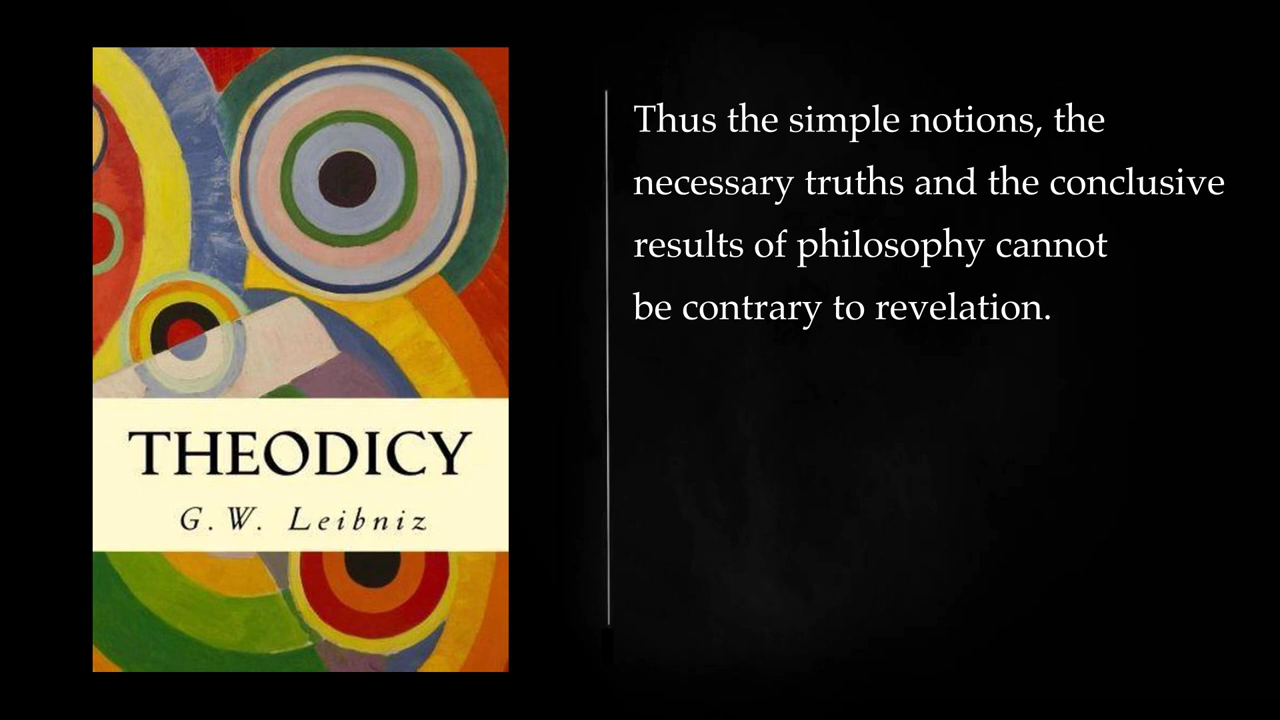 THEODICY
G. W. Leibniz
Thus the simple notions, the
necessary truths and the conclusive
results of philosophy cannot
be contrary to revelation.